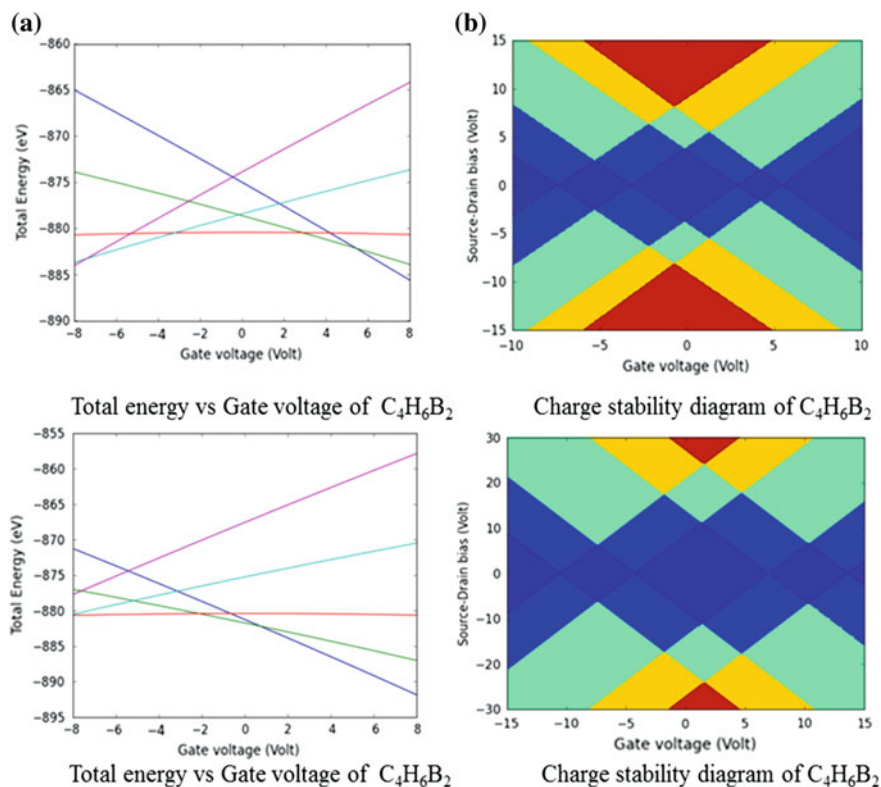 (a)
(b)
−860
−865
−870
−875
−880
−885
−890
Total Energy (eV)
−8 −6 −4 −2 0 2 4 6 8
Gate voltage (Volt)
15
10
5
0
−5
−10
−15
Source-Drain bias (Volt)
−10 −5 0 5 10
Gate voltage (Volt)
Total energy vs Gate voltage of C₄H₆B₂
Charge stability diagram of C₄H₆B₂
−855
−860
−865
−870
−875
−880
−885
−890
−895
Total Energy (eV)
−8 −6 −4 −2 0 2 4 6 8
Gate voltage (Volt)
30
20
10
0
−10
−20
−30
Source-Drain bias (Volt)
−15 −10 −5 0 5 10 15
Gate voltage (Volt)
Total energy vs Gate voltage of C₄H₆B₂
Charge stability diagram of C₄H₆B₂